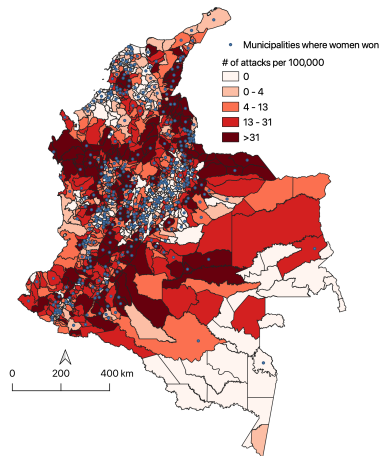 Municipalities where women won
# of attacks per 100,000
0
0 - 4
4 - 13
13 - 31
>31
0 200 400 km